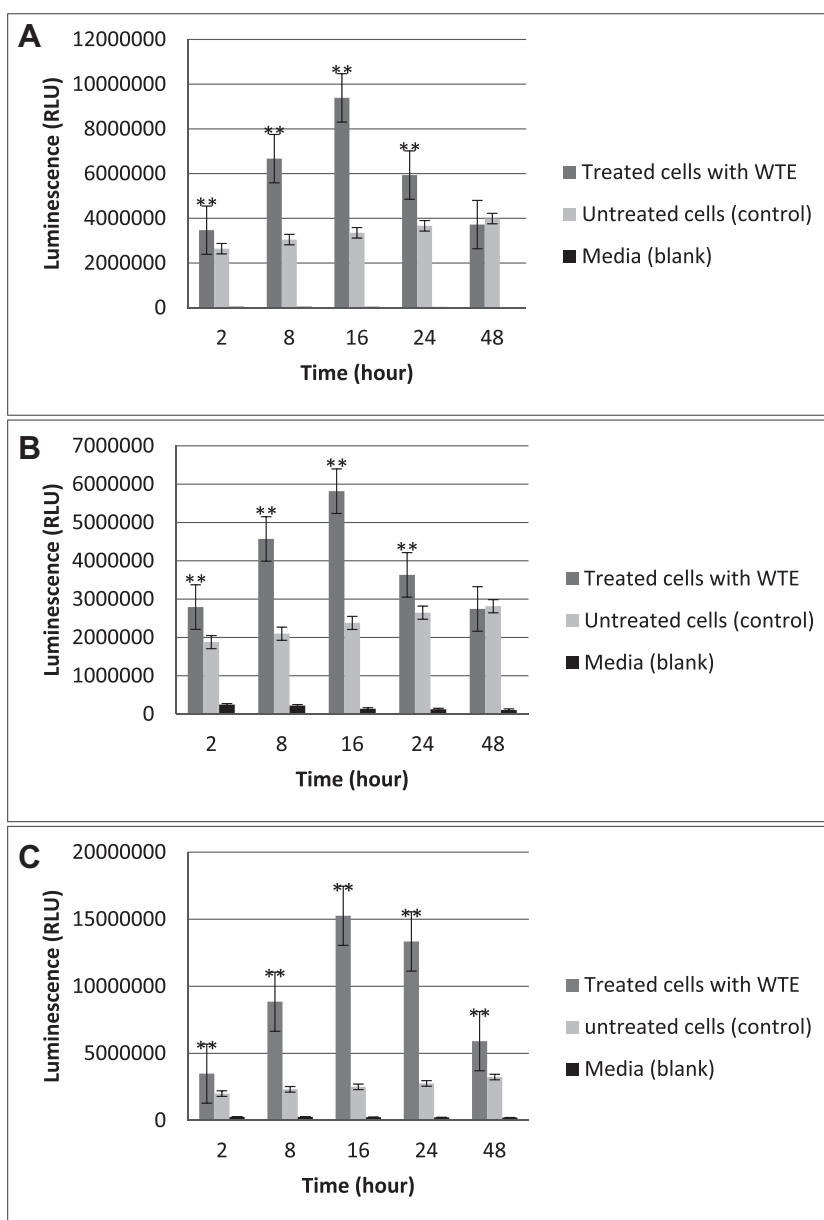 A
12000000
10000000
8000000
6000000
4000000
2000000
0
Luminescence (RLU)
**
**
**
**
2 8 16 24 48
Time (hour)
Treated cells with WTE
Untreated cells (control)
Media (blank)
B
7000000
6000000
5000000
4000000
3000000
2000000
1000000
0
Luminescence (RLU)
**
**
**
**
2 8 16 24 48
Time (hour)
Treated cells with WTE
Untreated cells (control)
Media (blank)
C
20000000
15000000
10000000
5000000
0
Luminescence (RLU)
**
**
**
**
**
2 8 16 24 48
Time (hour)
Treated cells with WTE
untreated cells (control)
Media (blank)